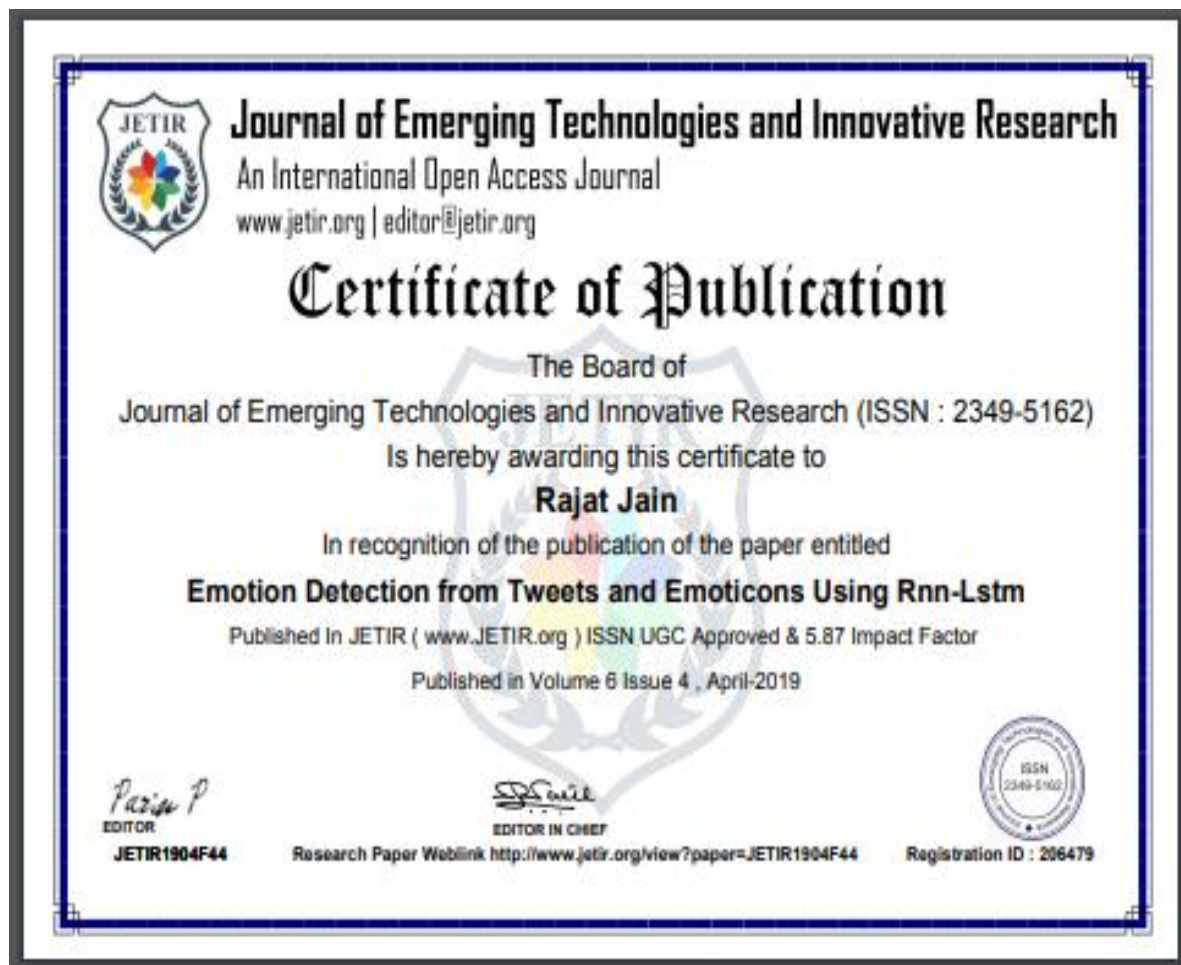 JETIR
Journal of Emerging Technologies and Innovative Research
An International Open Access Journal
www.jetir.org | editor@jetir.org
Certificate of Publication
The Board of
Journal of Emerging Technologies and Innovative Research (ISSN : 2349-5162)
Is hereby awarding this certificate to
Rajat Jain
In recognition of the publication of the paper entitled
Emotion Detection from Tweets and Emoticons Using Rnn-Lstm
Published In JETIR ( www.JETIR.org ) ISSN UGC Approved & 5.87 Impact Factor
Published in Volume 6 Issue 4 , April-2019
JETIR
ISSN
2349-5162
EDITOR
EDITOR IN CHIEF
JETIR1904F44
Research Paper Weblink http://www.jetir.org/view?paper=JETIR1904F44
Registration ID : 206479